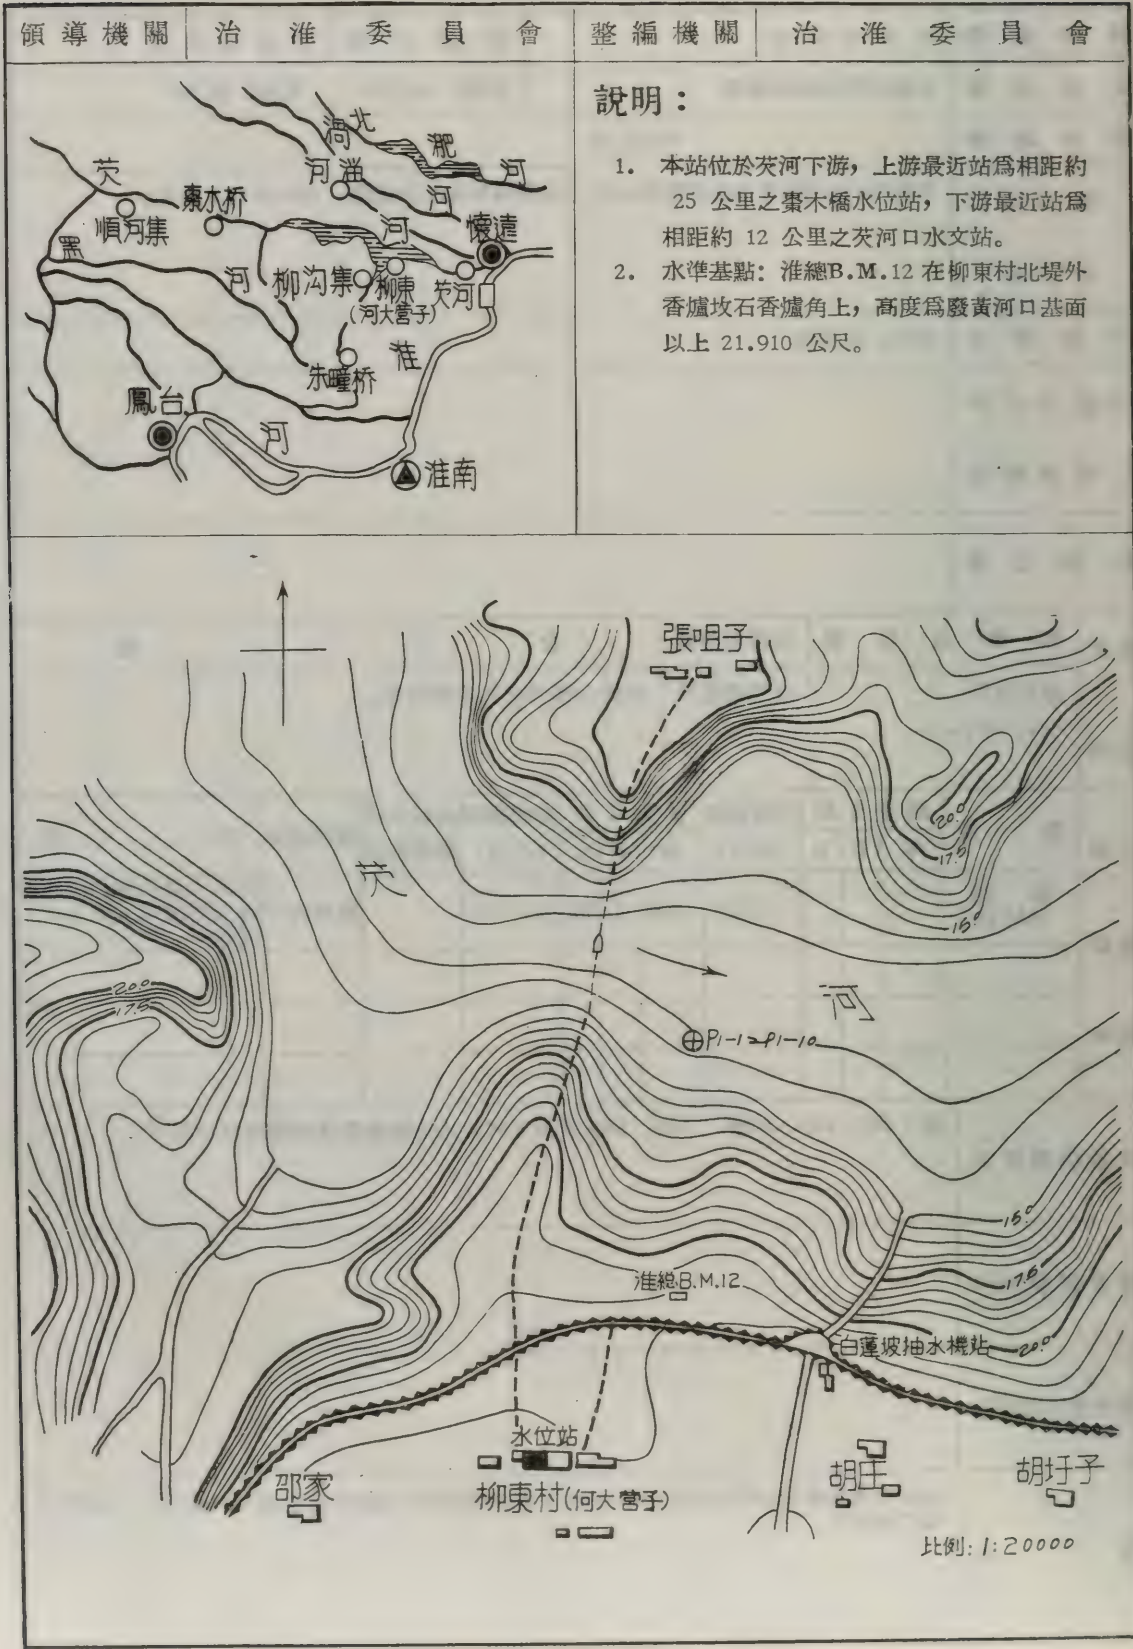 領導機關 治淮委員會 整編機關 治淮委員會
說明：
1. 本站位於茨河下游，上游最近站爲相距約
25 公里之棗木橋水位站，下游最近站爲
相距約 12 公里之茨河口水文站。
2. 水準基點：淮總B.M.12 在柳東村北堤外
香爐坟石香爐角上，高度爲廢黃河口基面
以上 21.910 公尺。
北淝河
渦河
淄河
茨河
順河集
棗木桥
懷遠
黑河
柳沟集
柳東
(河大营子)
茨河
朱疃桥
淮河
鳳台
淮南
張咀子
20.0
17.5
15.0
茨河
20.0
17.5
P1-1≈P1-10
15.0
淮總B.M.12
17.5
白蓮坡抽水機站
20.0
水位站
邵家
柳東村(何大营子)
胡庄
胡圩子
比例: 1:20000